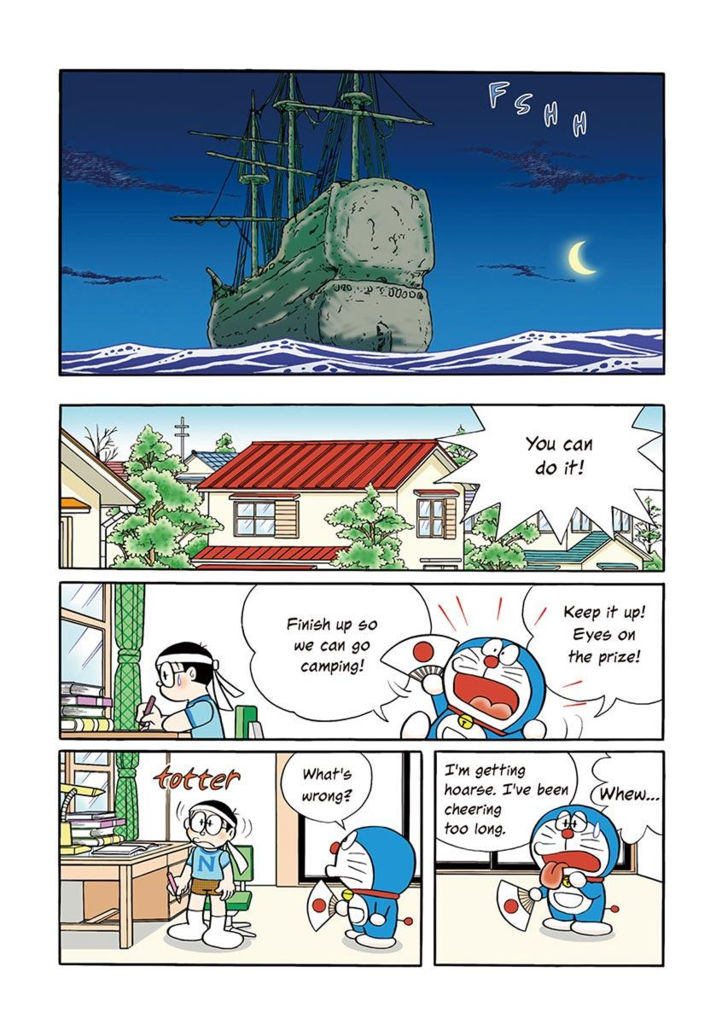 FSHH
You can
do it!
Finish up so
we can go
camping!
Keep it up!
Eyes on
the prize!
totter
N
What's
wrong?
I'm getting
hoarse. I've been
cheering
too long.
Whew...